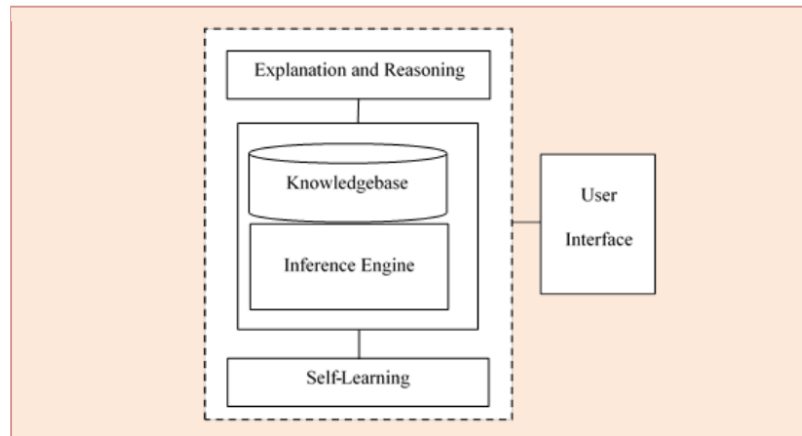 Explanation and Reasoning
Knowledgebase
Inference Engine
Self-Learning
User
Interface